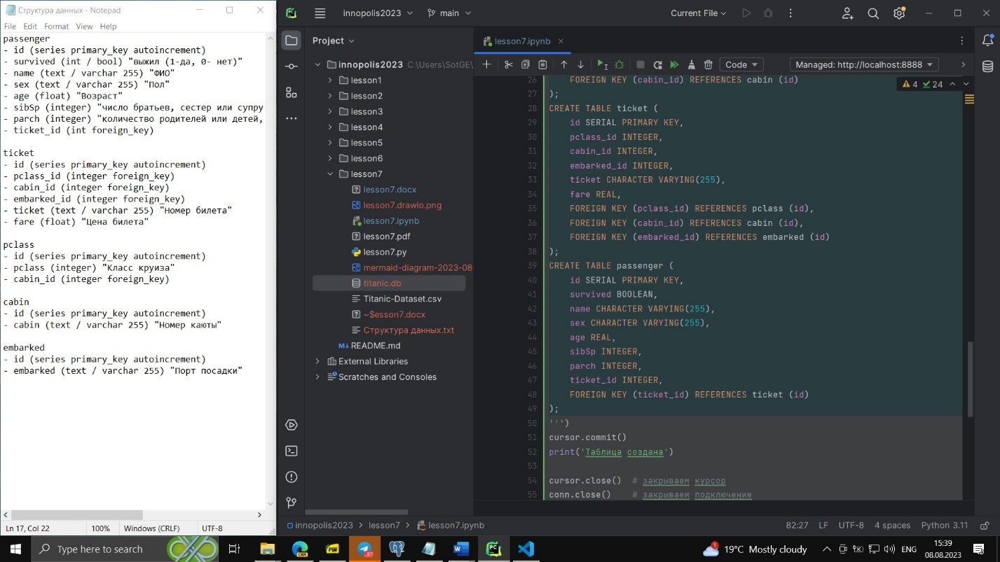 Структура данных - Notepad
File Edit Format View Help
passenger
- id (series primary_key autoincrement)
- survived (int / bool) "выжил (1-да, 0- нет)"
- name (text / varchar 255) "ФИО"
- sex (text / varchar 255) "Пол"
- age (float) "Возраст"
- sibSp (integer) "число братьев, сестер или супру
- parch (integer) "количество родителей или детей,
- ticket_id (int foreign_key)
ticket
- id (series primary_key autoincrement)
- pclass_id (integer foreign_key)
- cabin_id (integer foreign_key)
- embarked_id (integer foreign_key)
- ticket (text / varchar 255) "Номер билета"
- fare (float) "Цена билета"
pclass
- id (series primary_key autoincrement)
- pclass (integer) "Класс круиза"
- cabin_id (integer foreign_key)
cabin
- id (series primary_key autoincrement)
- cabin (text / varchar 255) "Номер каюты"
embarked
- id (series primary_key autoincrement)
- embarked (text / varchar 255) "Порт посадки"
Ln 17, Col 22 100% Windows (CRLF) UTF-8
PC innopolis2023 main Current File
Project
innopolis2023 C:\Users\SotGE\
lesson1
lesson2
lesson3
lesson4
lesson5
lesson6
lesson7
lesson7.docx
lesson7.drawio.png
lesson7.ipynb
lesson7.pdf
lesson7.py
mermaid-diagram-2023-08
titanic.db
Titanic-Dataset.csv
~$esson7.docx
Структура данных.txt
README.md
External Libraries
Scratches and Consoles
lesson7.ipynb
Code Managed: http://localhost:8888
4 24
26 FOREIGN KEY (cabin_id) REFERENCES cabin (id)
27 );
28 CREATE TABLE ticket (
29 id SERIAL PRIMARY KEY,
30 pclass_id INTEGER,
31 cabin_id INTEGER,
32 embarked_id INTEGER,
33 ticket CHARACTER VARYING(255),
34 fare REAL,
35 FOREIGN KEY (pclass_id) REFERENCES pclass (id),
36 FOREIGN KEY (cabin_id) REFERENCES cabin (id),
37 FOREIGN KEY (embarked_id) REFERENCES embarked (id)
38 );
39 CREATE TABLE passenger (
40 id SERIAL PRIMARY KEY,
41 survived BOOLEAN,
42 name CHARACTER VARYING(255),
43 sex CHARACTER VARYING(255),
44 age REAL,
45 sibSp INTEGER,
46 parch INTEGER,
47 ticket_id INTEGER,
48 FOREIGN KEY (ticket_id) REFERENCES ticket (id)
49 );
50 ''')
51 cursor.commit()
52 print('Таблица создана')
53
54 cursor.close() # закрываем курсор
55 conn.close() # закрываем подключение
innopolis2023 > lesson7 > lesson7.ipynb 82:27 LF UTF-8 4 spaces Python 3.11
Type here to search CAN PDF 87 W PC 1 19°C Mostly cloudy ENG 15:39
08.08.2023